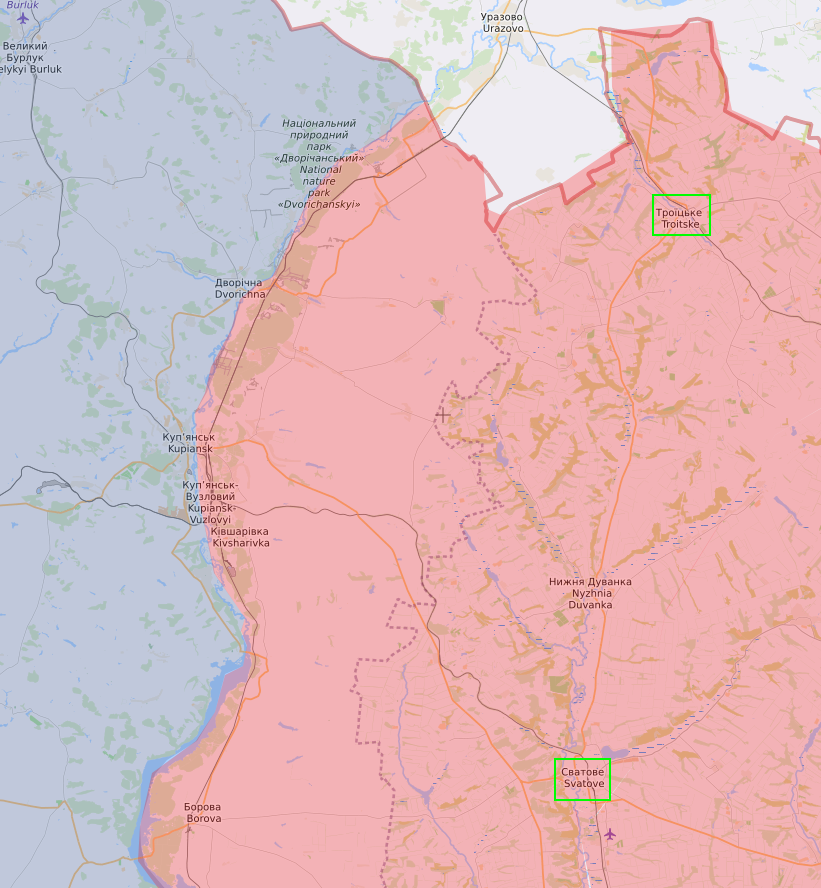 Burluk
Великий
Бурлук
elykyi Burluk
Уразово
Urazovo
Національний
природний
парк
«Дворічанський»
National
nature
park
«Dvorichanskyi»
Троїцьке
Troitske
Дворічна
Dvorichna
Куп'янськ
Kupiansk
Куп'янськ-
Вузловий
Kupiansk-
Vuzlovyi
Ківшарівка
Kivsharivka
Нижня Дуванка
Nyzhnia
Duvanka
Сватове
Svatove
Борова
Borova